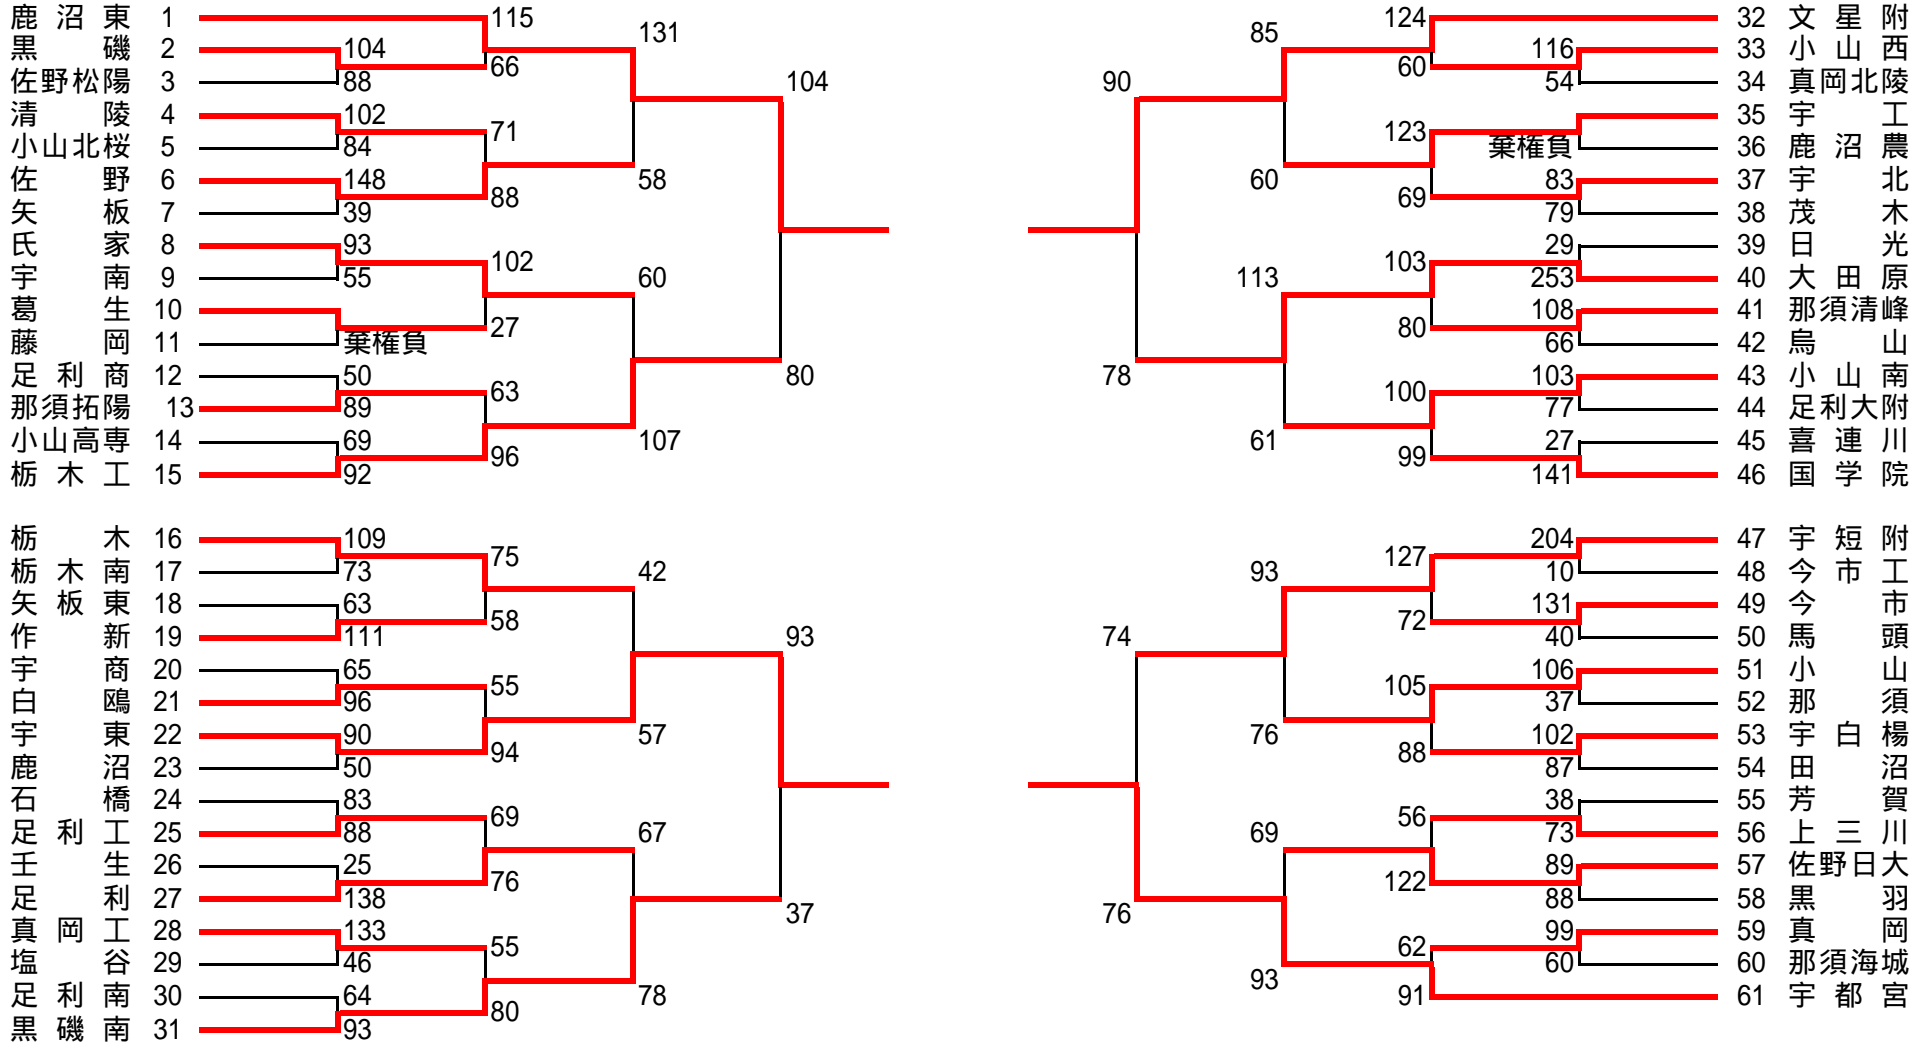 鹿沼東 1 115
131
黒磯 2 104
66
佐野松陽 3 88
104
清陵 4 102
71
小山北桜 5 84
佐野 6 148
58
88
矢板 7 39
氏家 8 93
102
宇南 9 55
60
葛生 10
27
藤岡 11 棄権負
足利商 12 50
63
80
那須拓陽 13 89
小山高専 14 69
107
96
栃木工 15 92
栃木 16 109
75
栃木南 17 73
42
矢板東 18 63
58
作新 19 111
93
宇商 20 65
55
白鴎 21 96
宇東 22 90
57
94
鹿沼 23 50
石橋 24 83
69
足利工 25 88
67
壬生 26 25
76
足利 27 138
37
真岡工 28 133
55
塩谷 29 46
足利南 30 64
78
80
黒磯南 31 93
124 32 文星附
85
116 33 小山西
60
90
54 34 真岡北陵
35 宇工
123
棄権負 36 鹿沼農
60
83 37 宇北
69
79 38 茂木
29 39 日光
103
113
253 40 大田原
108 41 那須清峰
80
66 42 烏山
78
103 43 小山南
100
77 44 足利大附
61
27 45 喜連川
99
141 46 国学院
204 47 宇短附
127
93
10 48 今市工
131 49 今市
72
74
40 50 馬頭
106 51 小山
105
37 52 那須
76
102 53 宇白楊
88
87 54 田沼
38 55 芳賀
56
69
73 56 上三川
89 57 佐野日大
122
88 58 黒羽
76
99 59 真岡
62
60 60 那須海城
93
91 61 宇都宮